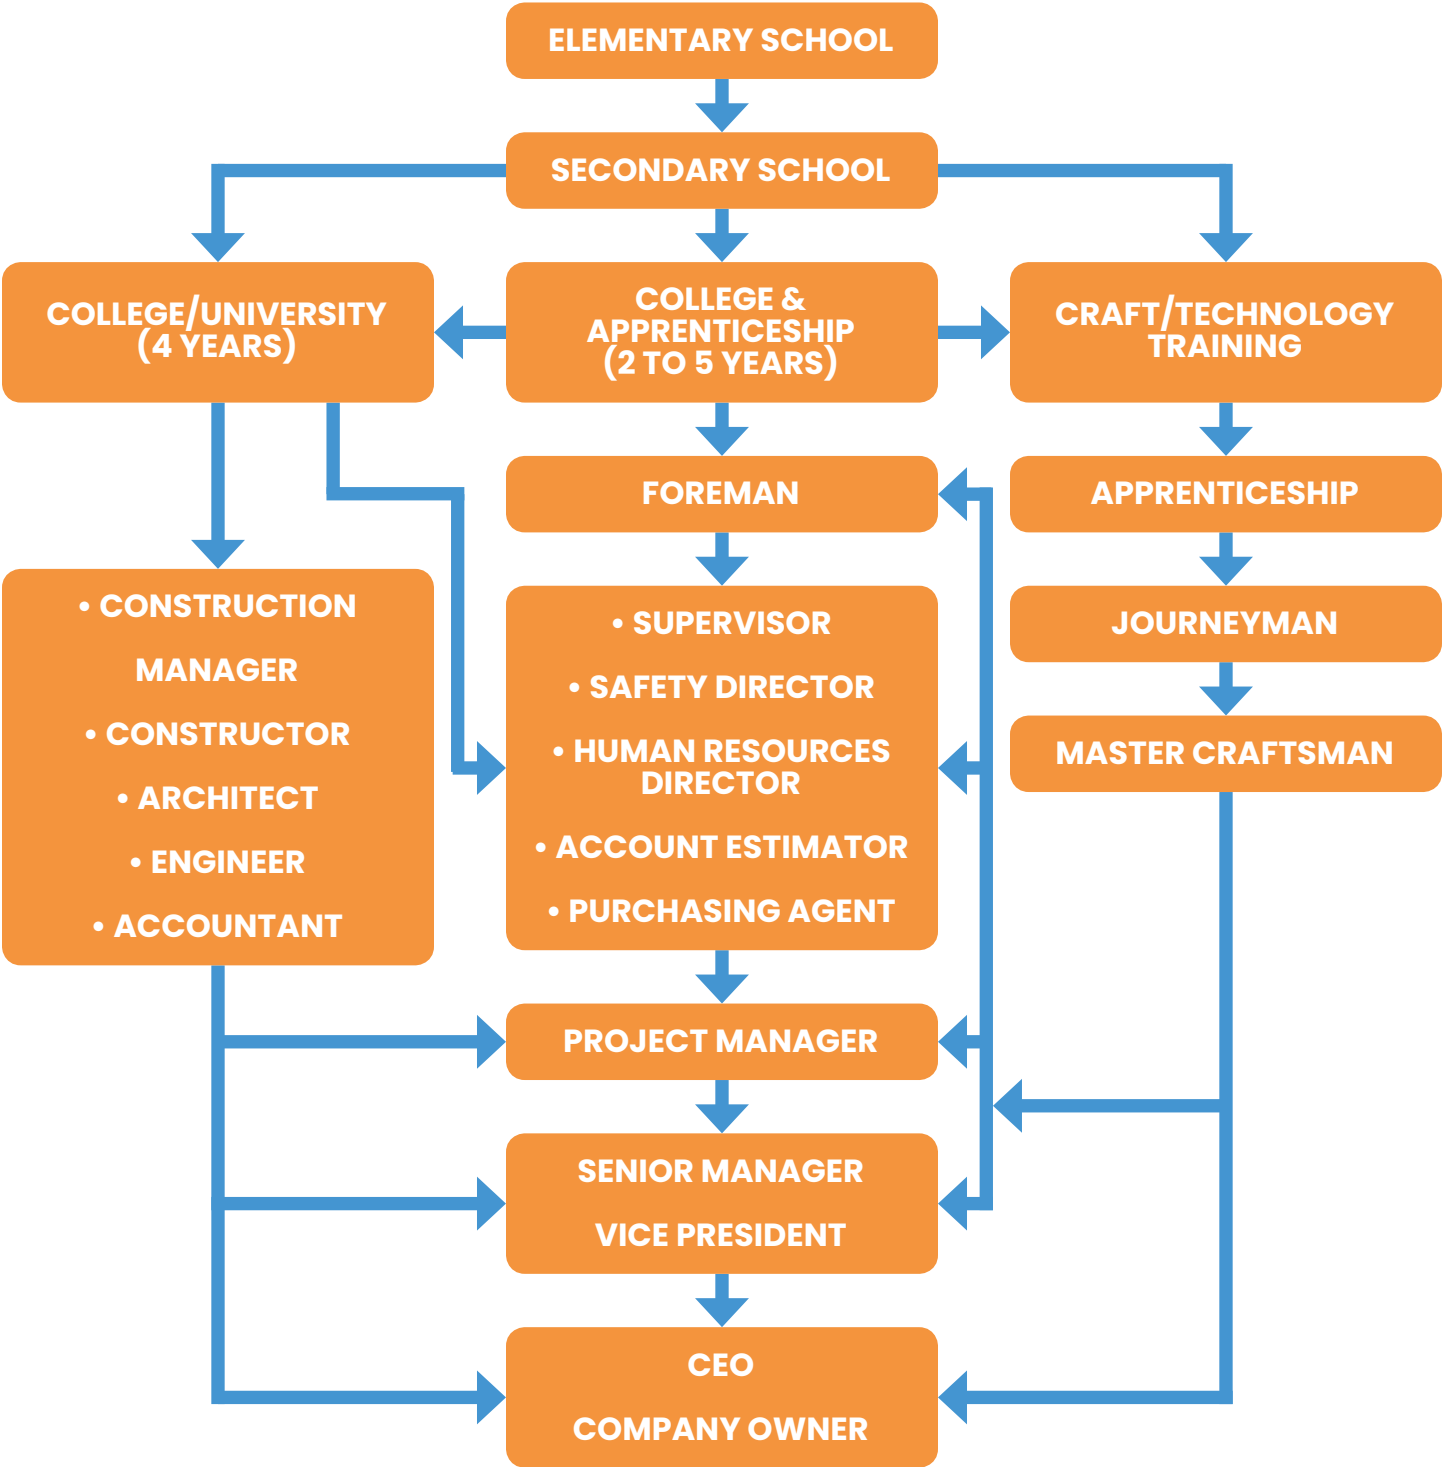 ELEMENTARY SCHOOL
SECONDARY SCHOOL
COLLEGE/UNIVERSITY
(4 YEARS)
COLLEGE &
APPRENTICESHIP
(2 TO 5 YEARS)
CRAFT/TECHNOLOGY
TRAINING
FOREMAN
APPRENTICESHIP
• CONSTRUCTION
MANAGER
• CONSTRUCTOR
• ARCHITECT
• ENGINEER
• ACCOUNTANT
• SUPERVISOR
• SAFETY DIRECTOR
• HUMAN RESOURCES
DIRECTOR
• ACCOUNT ESTIMATOR
• PURCHASING AGENT
JOURNEYMAN
MASTER CRAFTSMAN
PROJECT MANAGER
SENIOR MANAGER
VICE PRESIDENT
CEO
COMPANY OWNER